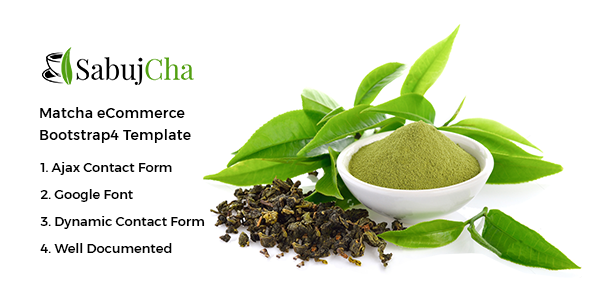 SabujCha
Matcha eCommerce
Bootstrap4 Template
1. Ajax Contact Form
2. Google Font
3. Dynamic Contact Form
4. Well Documented